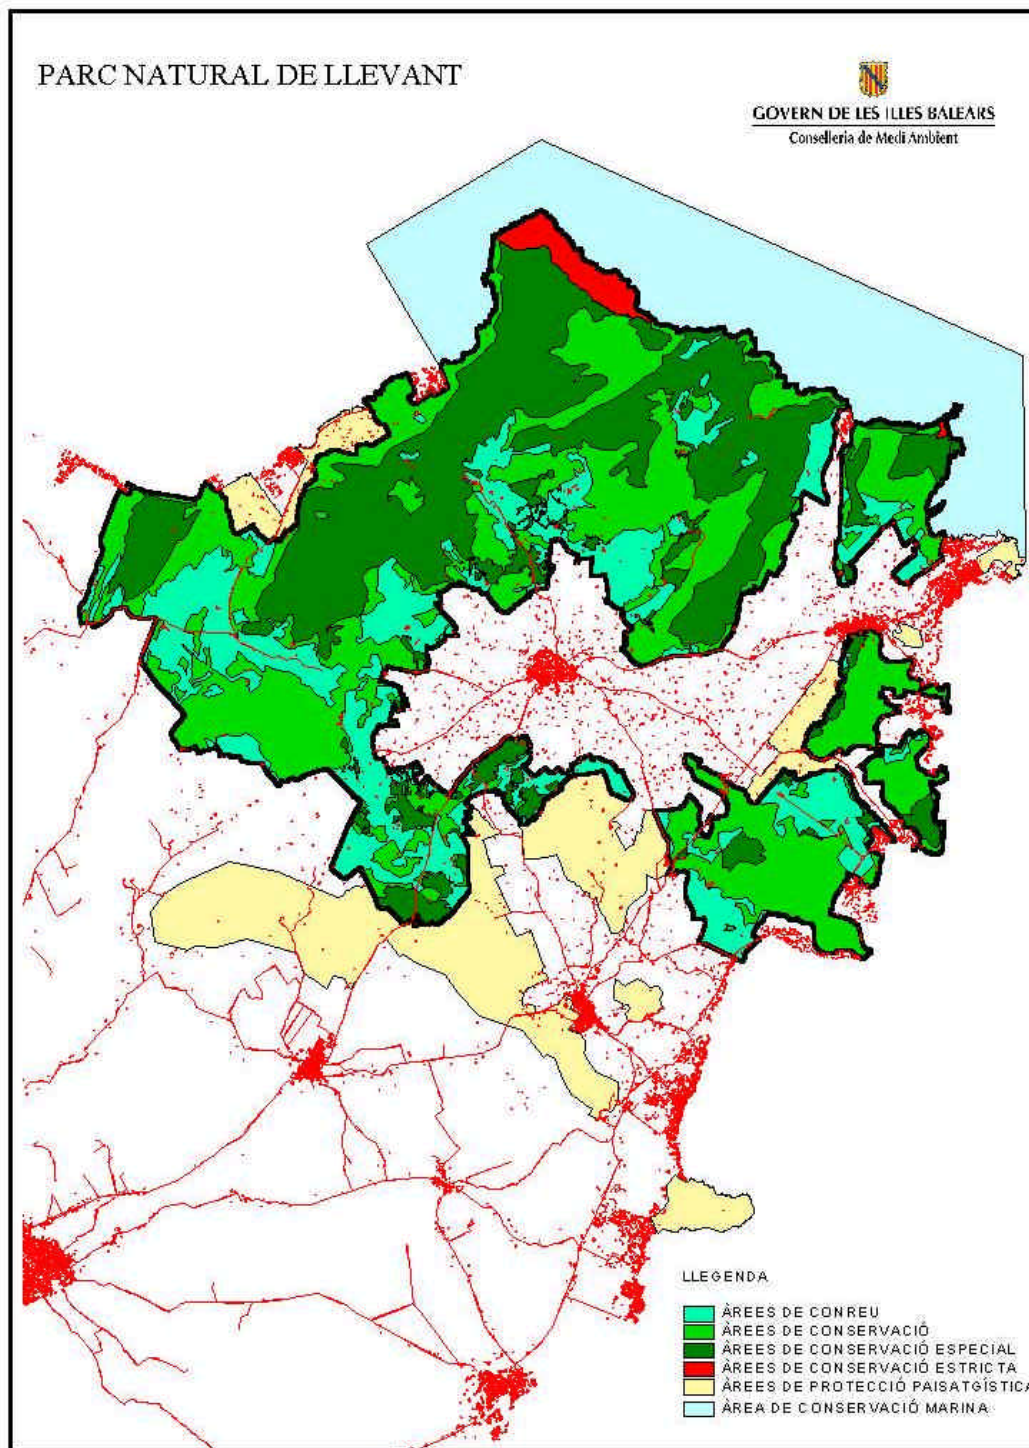 PARC NATURAL DE LLEVANT
GOVERN DE LES ILLES BALEARS
Conselleria de Medi Ambient
LLEGENDA
ÀREES DE CONREU
ÀREES DE CONSERVACIÓ
ÀREES DE CONSERVACIÓ ESPECIAL
ÀREES DE CONSERVACIÓ ESTRICTA
ÀREES DE PROTECCIÓ PAISATGÍSTICA
ÀREA DE CONSERVACIÓ MARINA